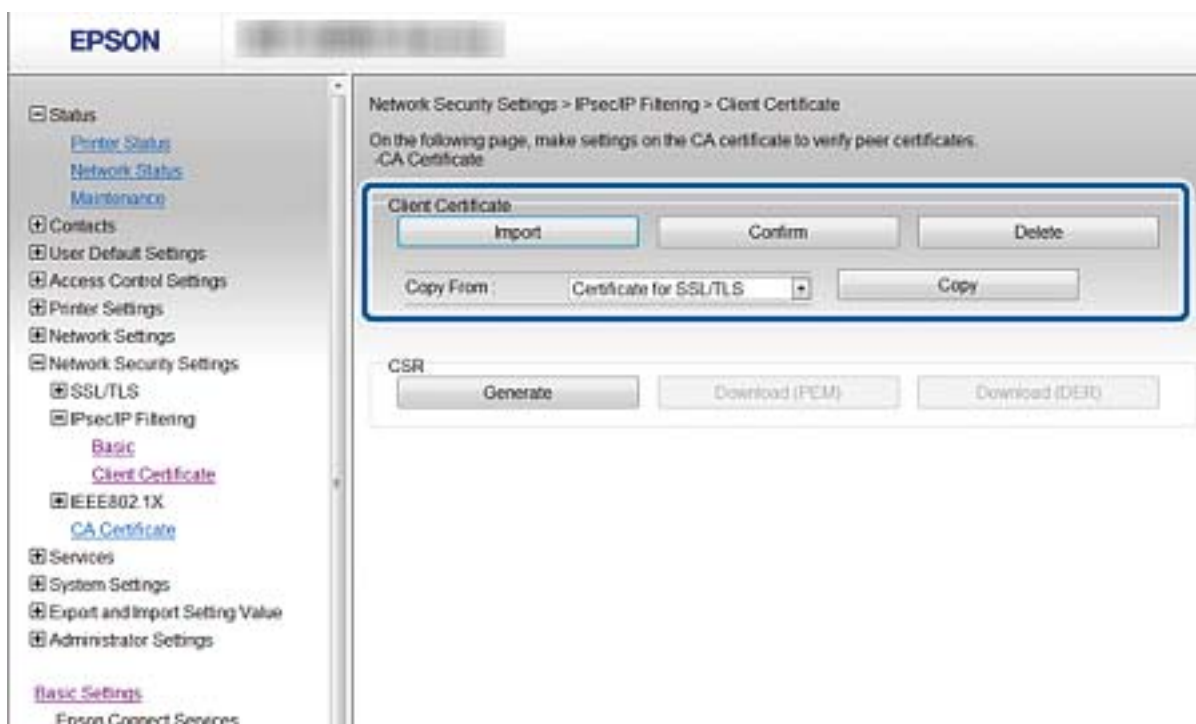 EPSON
Status
Printer Status
Network Status
Maintenance
Contacts
User Default Settings
Access Control Settings
Printer Settings
Network Settings
Network Security Settings
SSL/TLS
IPsec/IP Filtering
Basic
Client Certificate
IEEE802.1X
CA Certificate
Services
System Settings
Export and Import Setting Value
Administrator Settings
Basic Settings
Epson Connect Services
Network Security Settings > IPsec/IP Filtering > Client Certificate
On the following page, make settings on the CA certificate to verify peer certificates.
-CA Certificate
Client Certificate
Import Confirm Delete
Copy From : Certificate for SSL/TLS Copy
CSR
Generate Download (PEM) Download (DER)